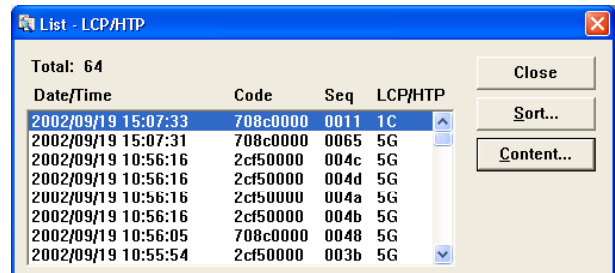 List - LCP/HTP
Total: 64
Close
Date/Time Code Seq LCP/HTP
Sort...
2002/09/19 15:07:33 708c0000 0011 1C
2002/09/19 15:07:31 708c0000 0065 5G
Content...
2002/09/19 10:56:16 2cf50000 004c 5G
2002/09/19 10:56:16 2cf50000 004d 5G
2002/09/19 10:56:16 2cf50000 004a 5G
2002/09/19 10:56:16 2cf50000 004b 5G
2002/09/19 10:56:05 708c0000 0048 5G
2002/09/19 10:55:54 2cf50000 003b 5G